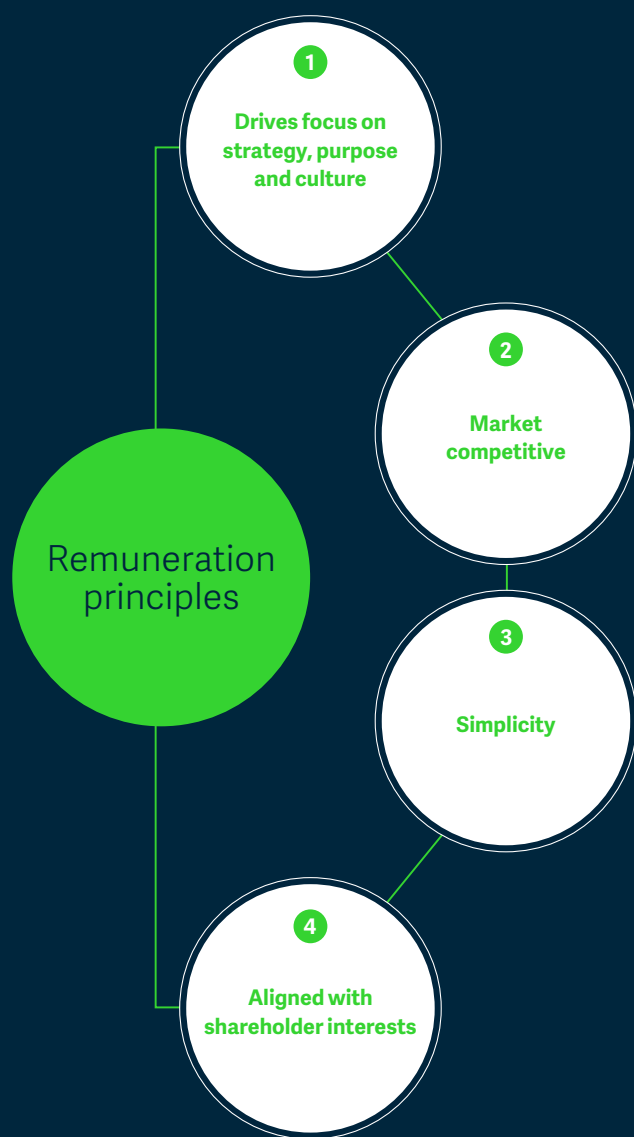 1
Drives focus on
strategy, purpose
and culture
2
Market
competitive
Remuneration
principles
3
Simplicity
4
Aligned with
shareholder interests